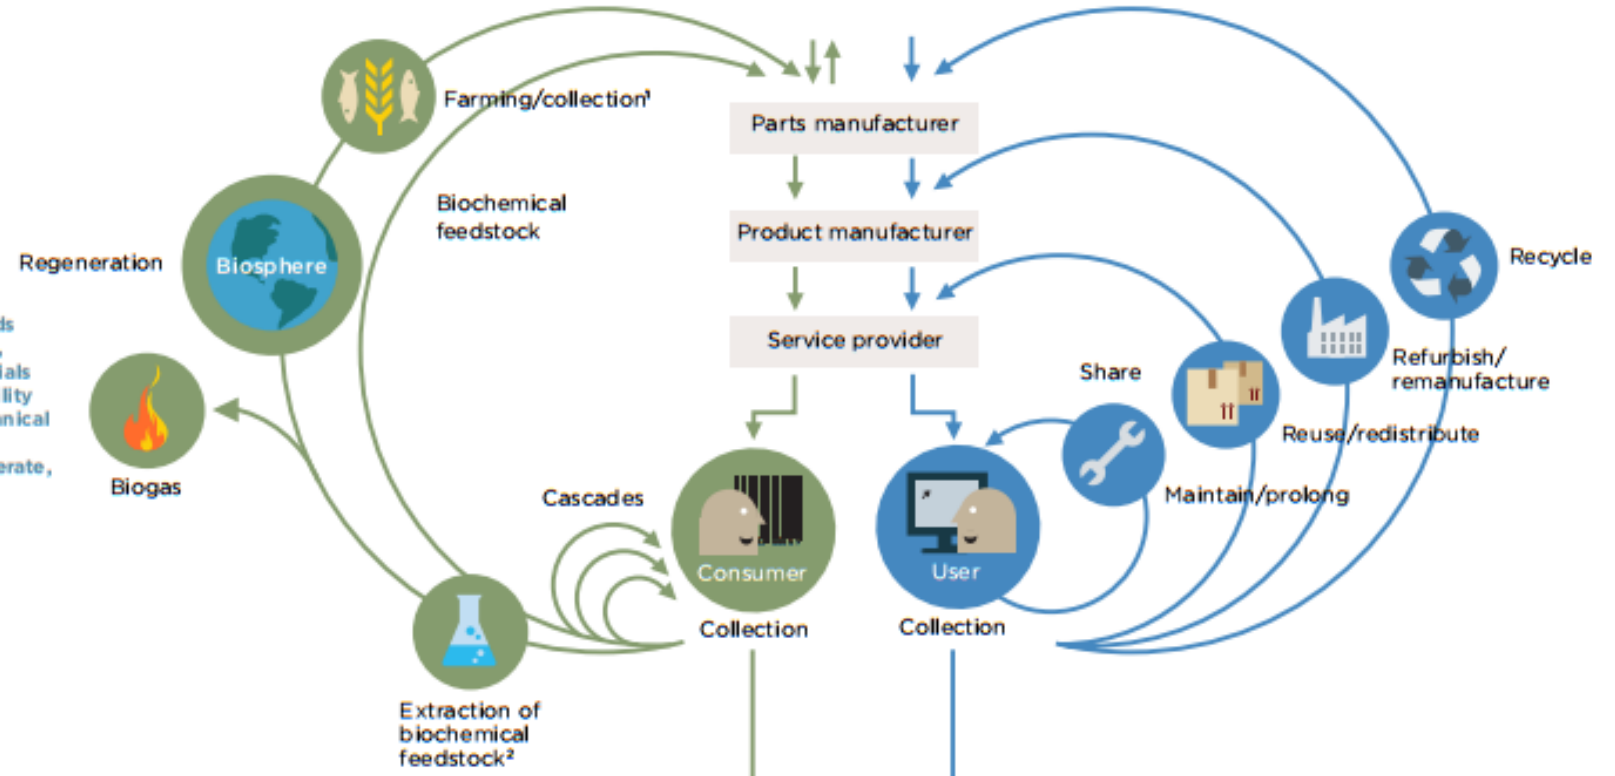 Farming/collection¹
Parts manufacturer
Biochemical
feedstock
Product manufacturer
Regeneration
Biosphere
Recycle
Service provider
Refurbish/
remanufacture
Share
Reuse/redistribute
Biogas
Cascades
Maintain/prolong
Consumer
User
Collection
Collection
Extraction of
biochemical
feedstock²